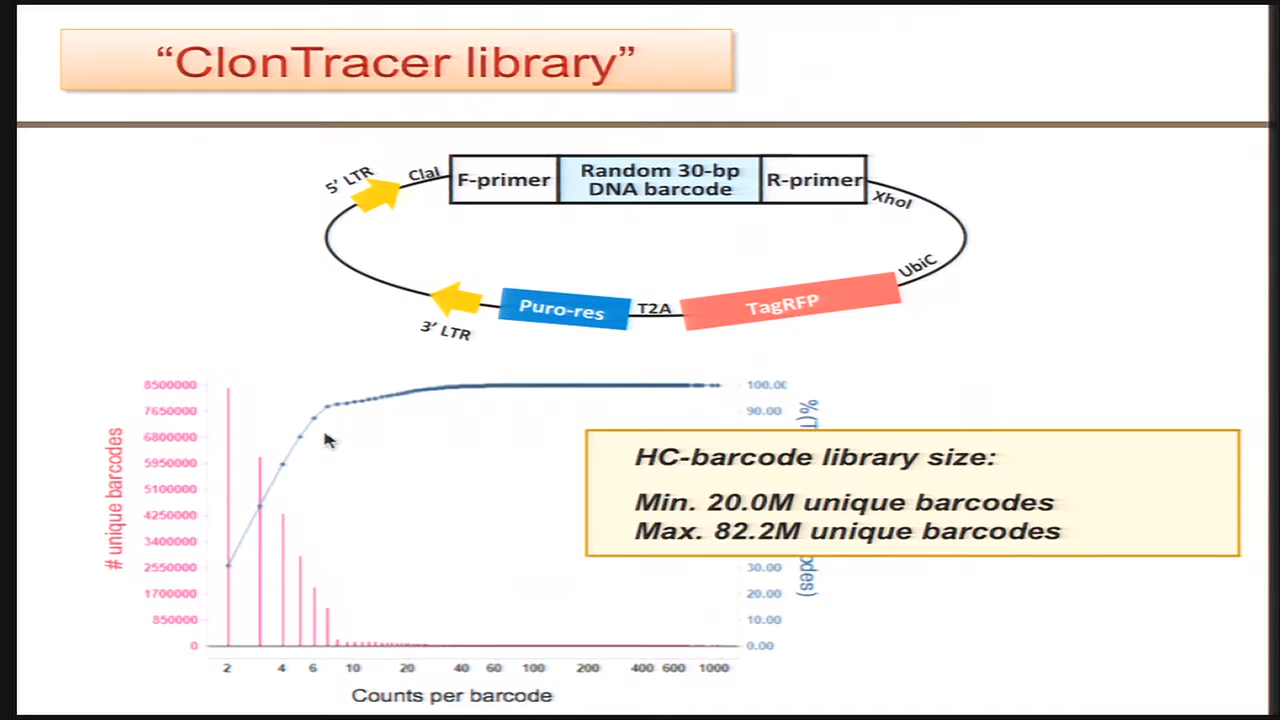 “ClonTracer library”
5’ LTR
ClaI
F-primer
Random 30-bp
DNA barcode
R-primer
XhoI
UbiC
TagRFP
T2A
Puro-res
3’ LTR
8500000
7650000
6800000
5950000
5100000
4250000
3400000
2550000
1700000
850000
0
# unique barcodes
2
4
6
10
20
40
60
100
200
400
600
1000
Counts per barcode
100.00
90.00
30.00
20.00
10.00
0.00
HC-barcode library size:
Min. 20.0M unique barcodes
Max. 82.2M unique barcodes